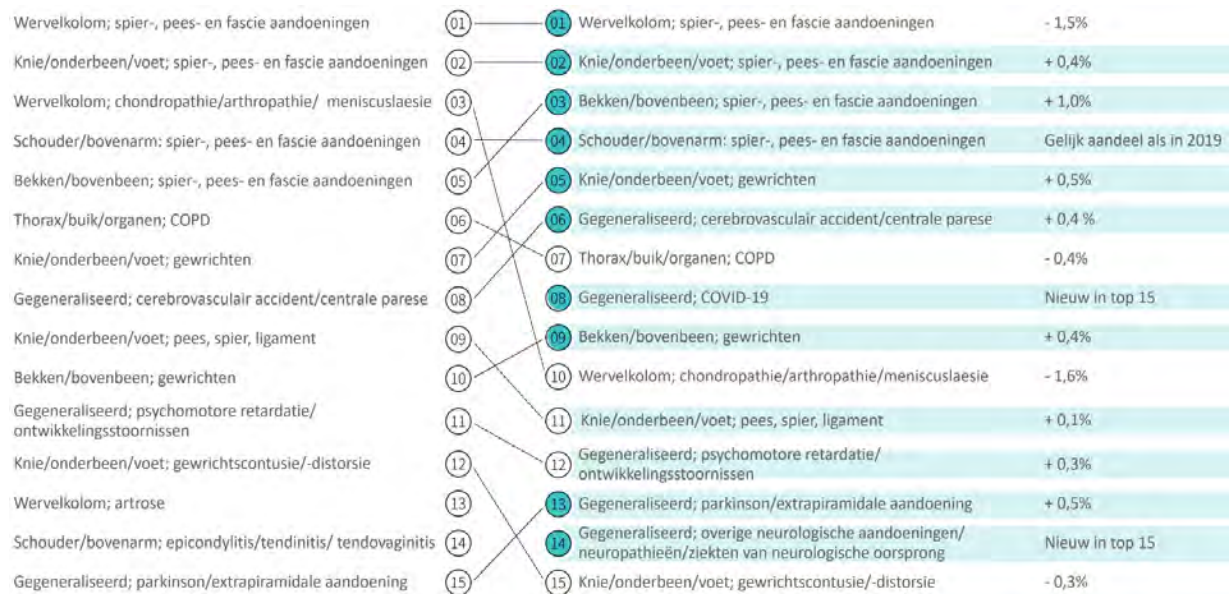 Wervelkolom; spier-, pees- en fascie aandoeningen 01 01 Wervelkolom; spier-, pees- en fascie aandoeningen - 1,5%
Knie/onderbeen/voet; spier-, pees- en fascie aandoeningen 02 02 Knie/onderbeen/voet; spier-, pees- en fascie aandoeningen + 0,4%
Wervelkolom; chondropathie/arthropathie/ meniscuslaesie 03 03 Bekken/bovenbeen; spier-, pees- en fascie aandoeningen + 1,0%
Schouder/bovenarm: spier-, pees- en fascie aandoeningen 04 04 Schouder/bovenarm: spier-, pees- en fascie aandoeningen Gelijk aandeel als in 2019
Bekken/bovenbeen; spier-, pees- en fascie aandoeningen 05 05 Knie/onderbeen/voet; gewrichten + 0,5%
Thorax/buik/organen; COPD 06 06 Gegeneraliseerd; cerebrovasculair accident/centrale parese + 0,4 %
Knie/onderbeen/voet; gewrichten 07 07 Thorax/buik/organen; COPD - 0,4%
Gegeneraliseerd; cerebrovasculair accident/centrale parese 08 08 Gegeneraliseerd; COVID-19 Nieuw in top 15
Knie/onderbeen/voet; pees, spier, ligament 09 09 Bekken/bovenbeen; gewrichten + 0,4%
Bekken/bovenbeen; gewrichten 10 10 Wervelkolom; chondropathie/arthropathie/meniscuslaesie - 1,6%
Gegeneraliseerd; psychomotore retardatie/
ontwikkelingsstoornissen 11 11 Knie/onderbeen/voet; pees, spier, ligament + 0,1%
Knie/onderbeen/voet; gewrichtscontusie/-distorsie 12 12 Gegeneraliseerd; psychomotore retardatie/
ontwikkelingsstoornissen + 0,3%
Wervelkolom; artrose 13 13 Gegeneraliseerd; parkinson/extrapiramidale aandoening + 0,5%
Schouder/bovenarm; epicondylitis/tendinitis/ tendovaginitis 14 14 Gegeneraliseerd; overige neurologische aandoeningen/
neuropathieën/ziekten van neurologische oorsprong Nieuw in top 15
Gegeneraliseerd; parkinson/extrapiramidale aandoening 15 15 Knie/onderbeen/voet; gewrichtscontusie/-distorsie - 0,3%